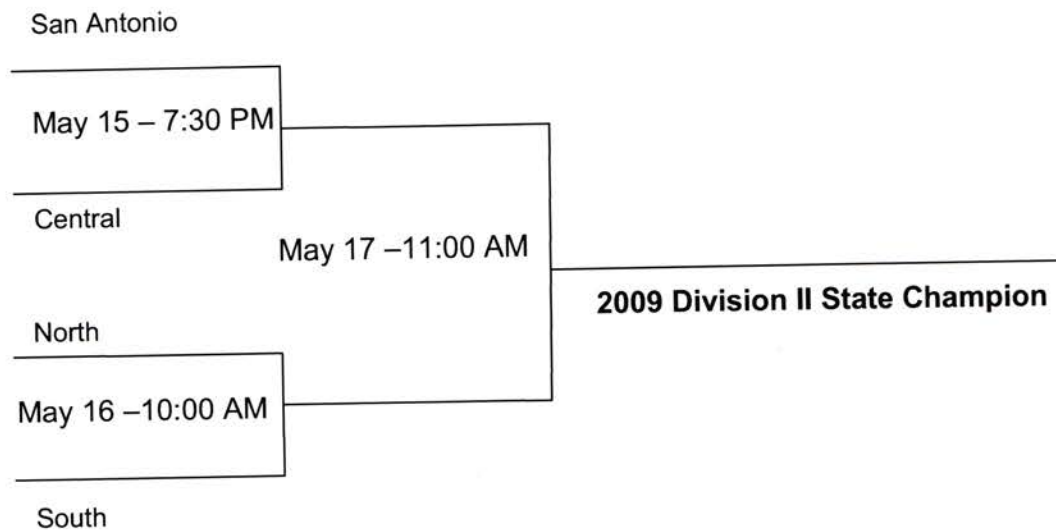 San Antonio
May 15 – 7:30 PM
Central
May 17 –11:00 AM
2009 Division II State Champion
North
May 16 –10:00 AM
South